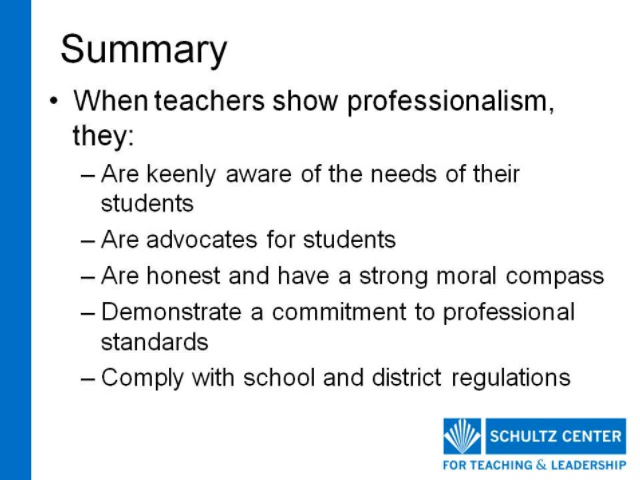 Summary
• When teachers show professionalism,
they:
– Are keenly aware of the needs of their
students
– Are advocates for students
– Are honest and have a strong moral compass
– Demonstrate a commitment to professional
standards
– Comply with school and district regulations
SCHULTZ CENTER
FOR TEACHING & LEADERSHIP